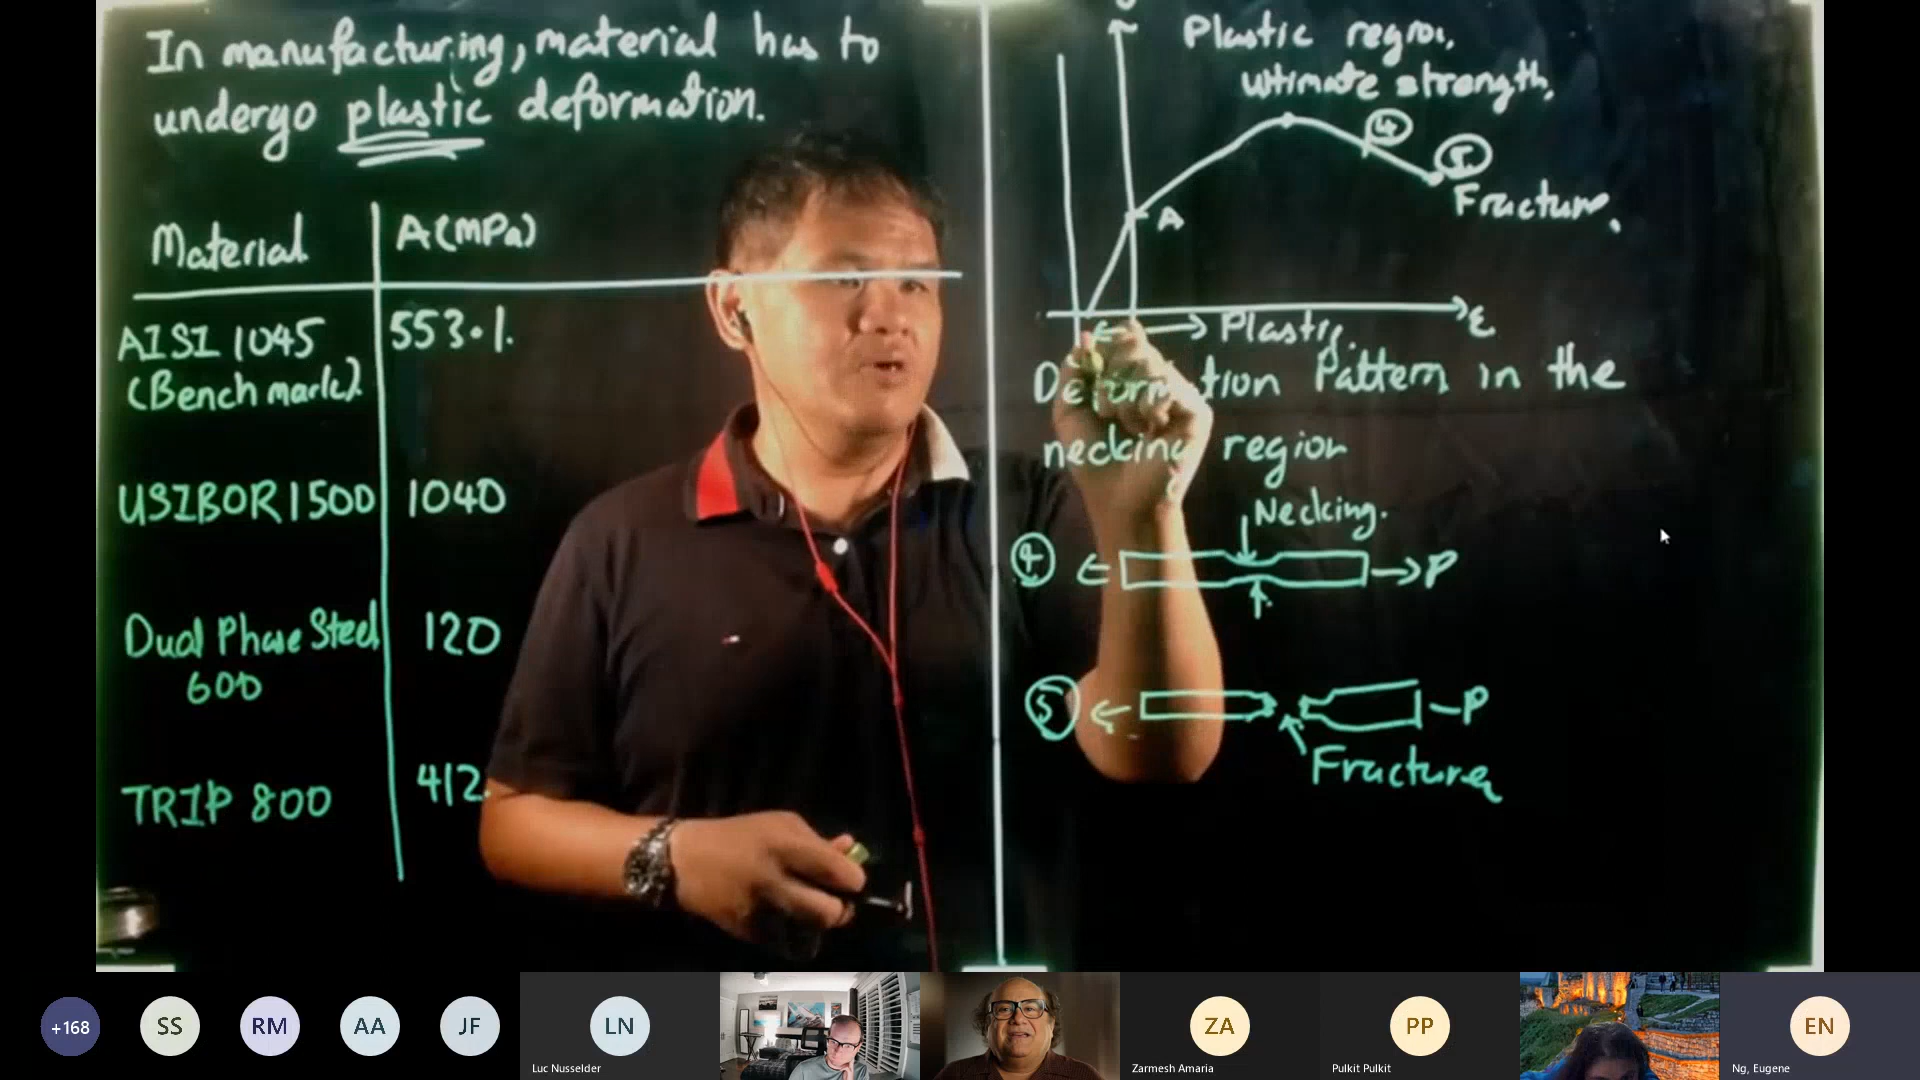 In manufacturing, material has to
undergo plastic deformation.
Material
A (MPa)
AISI 1045
553.1.
(Bench mark).
USIBOR 1500
1040
Dual Phase Steel
120
600
TRIP 800
412.
Plastic region.
ultimate strength.
4
5
Fracture.
A
ε
Plastic.
Deformation Pattern in the
necking region
Necking.
4
P
5
P
Fracture
+168
SS
RM
AA
JF
LN
Luc Nusselder
ZA
Zarmesh Amaria
PP
Pulkit Pulkit
EN
Ng, Eugene